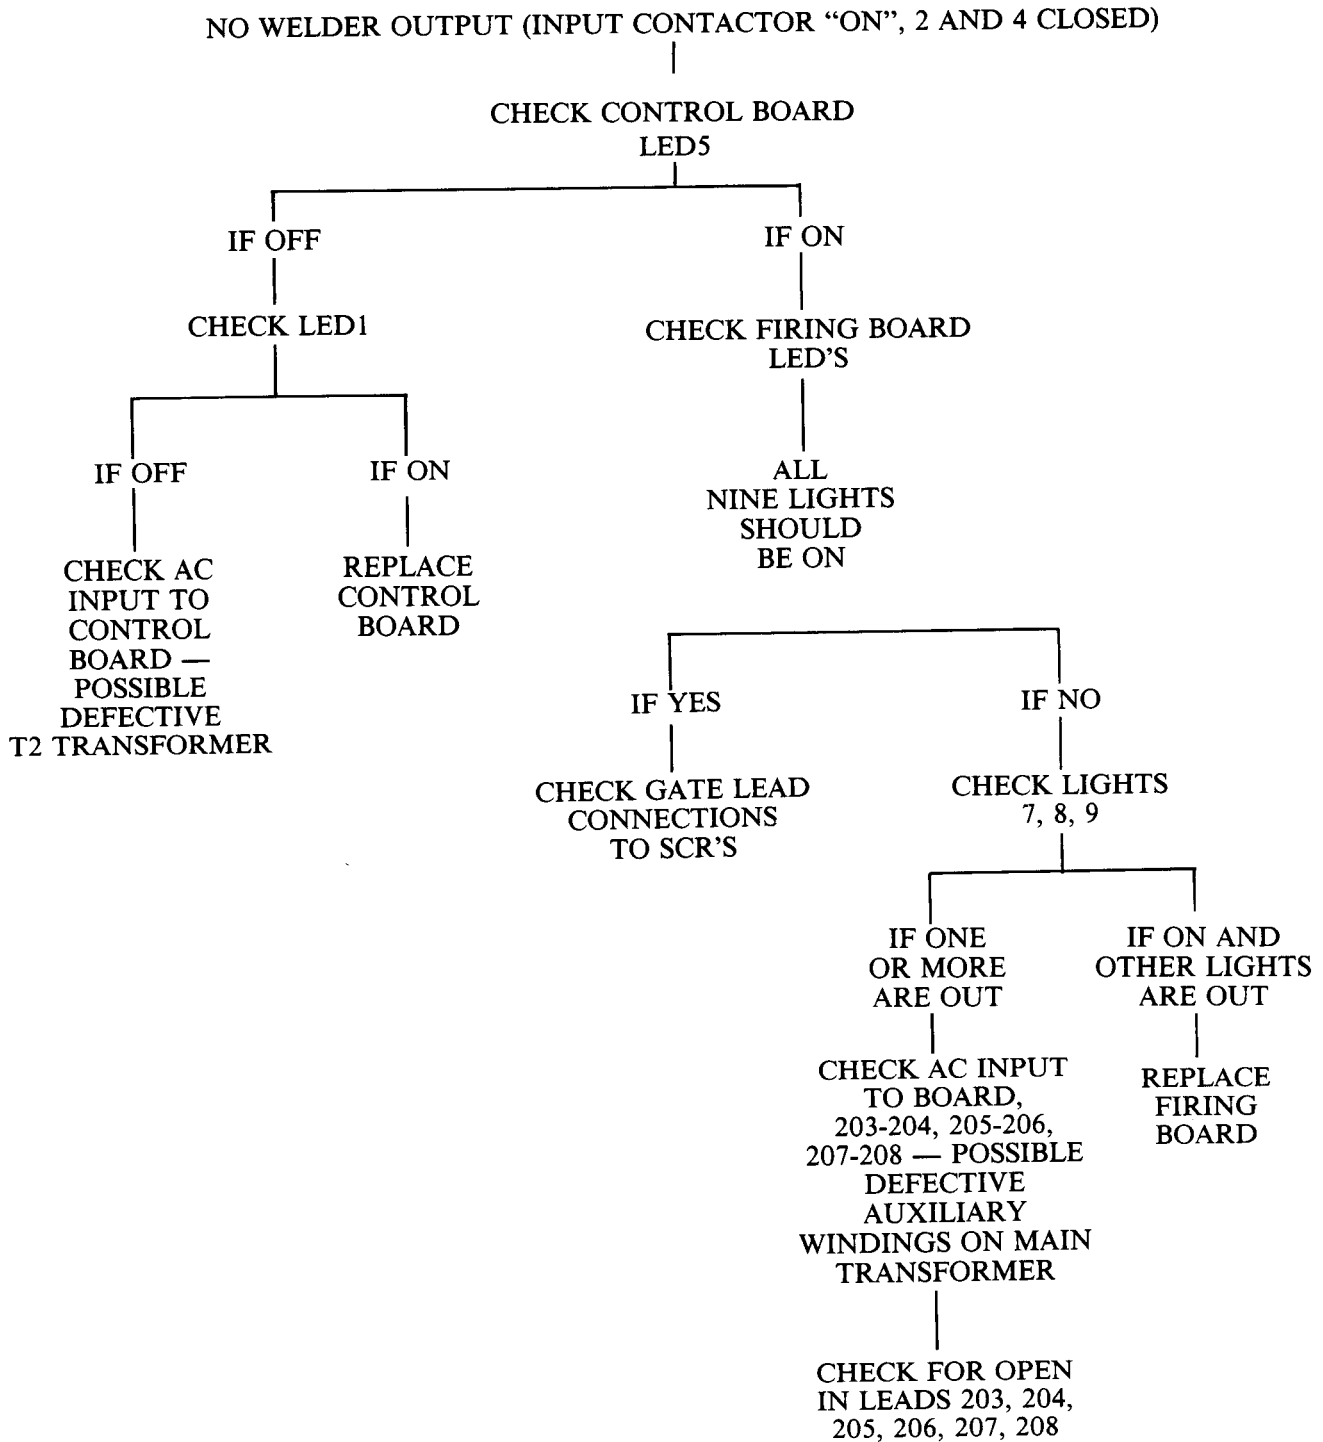 NO WELDER OUTPUT (INPUT CONTACTOR “ON”, 2 AND 4 CLOSED)
CHECK CONTROL BOARD
LED5
IF OFF
IF ON
CHECK LED1
CHECK FIRING BOARD
LED'S
IF OFF
IF ON
ALL
NINE LIGHTS
SHOULD
BE ON
CHECK AC
INPUT TO
CONTROL
BOARD —
POSSIBLE
DEFECTIVE
T2 TRANSFORMER
REPLACE
CONTROL
BOARD
IF YES
IF NO
CHECK GATE LEAD
CONNECTIONS
TO SCR'S
CHECK LIGHTS
7, 8, 9
IF ONE
OR MORE
ARE OUT
IF ON AND
OTHER LIGHTS
ARE OUT
CHECK AC INPUT
TO BOARD,
203-204, 205-206,
207-208 — POSSIBLE
DEFECTIVE
AUXILIARY
WINDINGS ON MAIN
TRANSFORMER
REPLACE
FIRING
BOARD
CHECK FOR OPEN
IN LEADS 203, 204,
205, 206, 207, 208